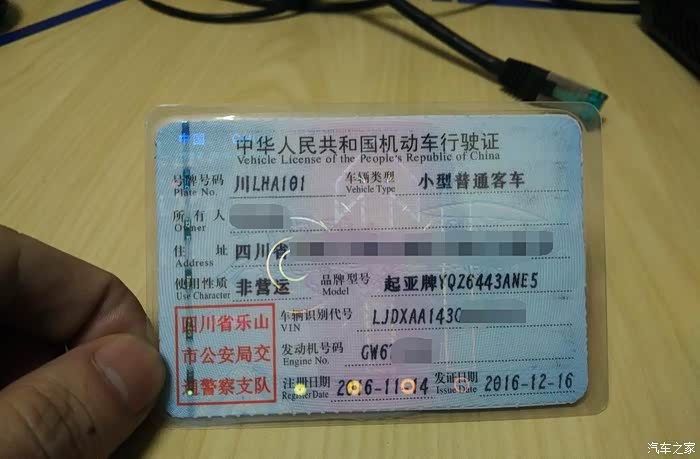 中国
中华人民共和国机动车行驶证
Vehicle License of the People's Republic of China
号牌号码 川LHA101 车辆类型 小型普通客车
Plate No. Vehicle Type
所有人
Owner
住址 四川省
Address
使用性质 非营运 品牌型号 起亚牌YQZ6443ANE5
Use Character Model
四川省乐山
市公安局交
通警察支队
车辆识别代号 LJDXAA143
VIN
发动机号码 GW6
Engine No.
注册日期 2016-11-14 发证日期 2016-12-16
Register Date Issue Date
汽车之家